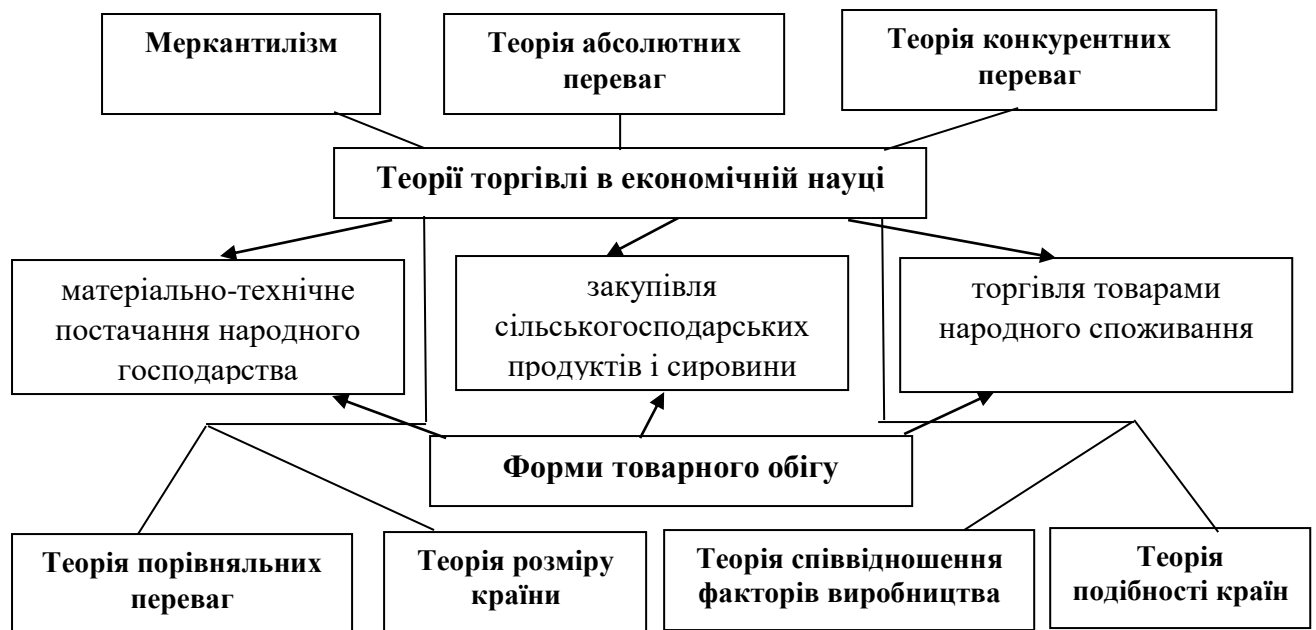 Меркантилізм
Теорія абсолютних
переваг
Теорія конкурентних
переваг
Теорії торгівлі в економічній науці
матеріально-технічне
постачання народного
господарства
закупівля
сільськогосподарських
продуктів і сировини
торгівля товарами
народного споживання
Форми товарного обігу
Теорія порівняльних
переваг
Теорія розміру
країни
Теорія співвідношення
факторів виробництва
Теорія
подібності країн